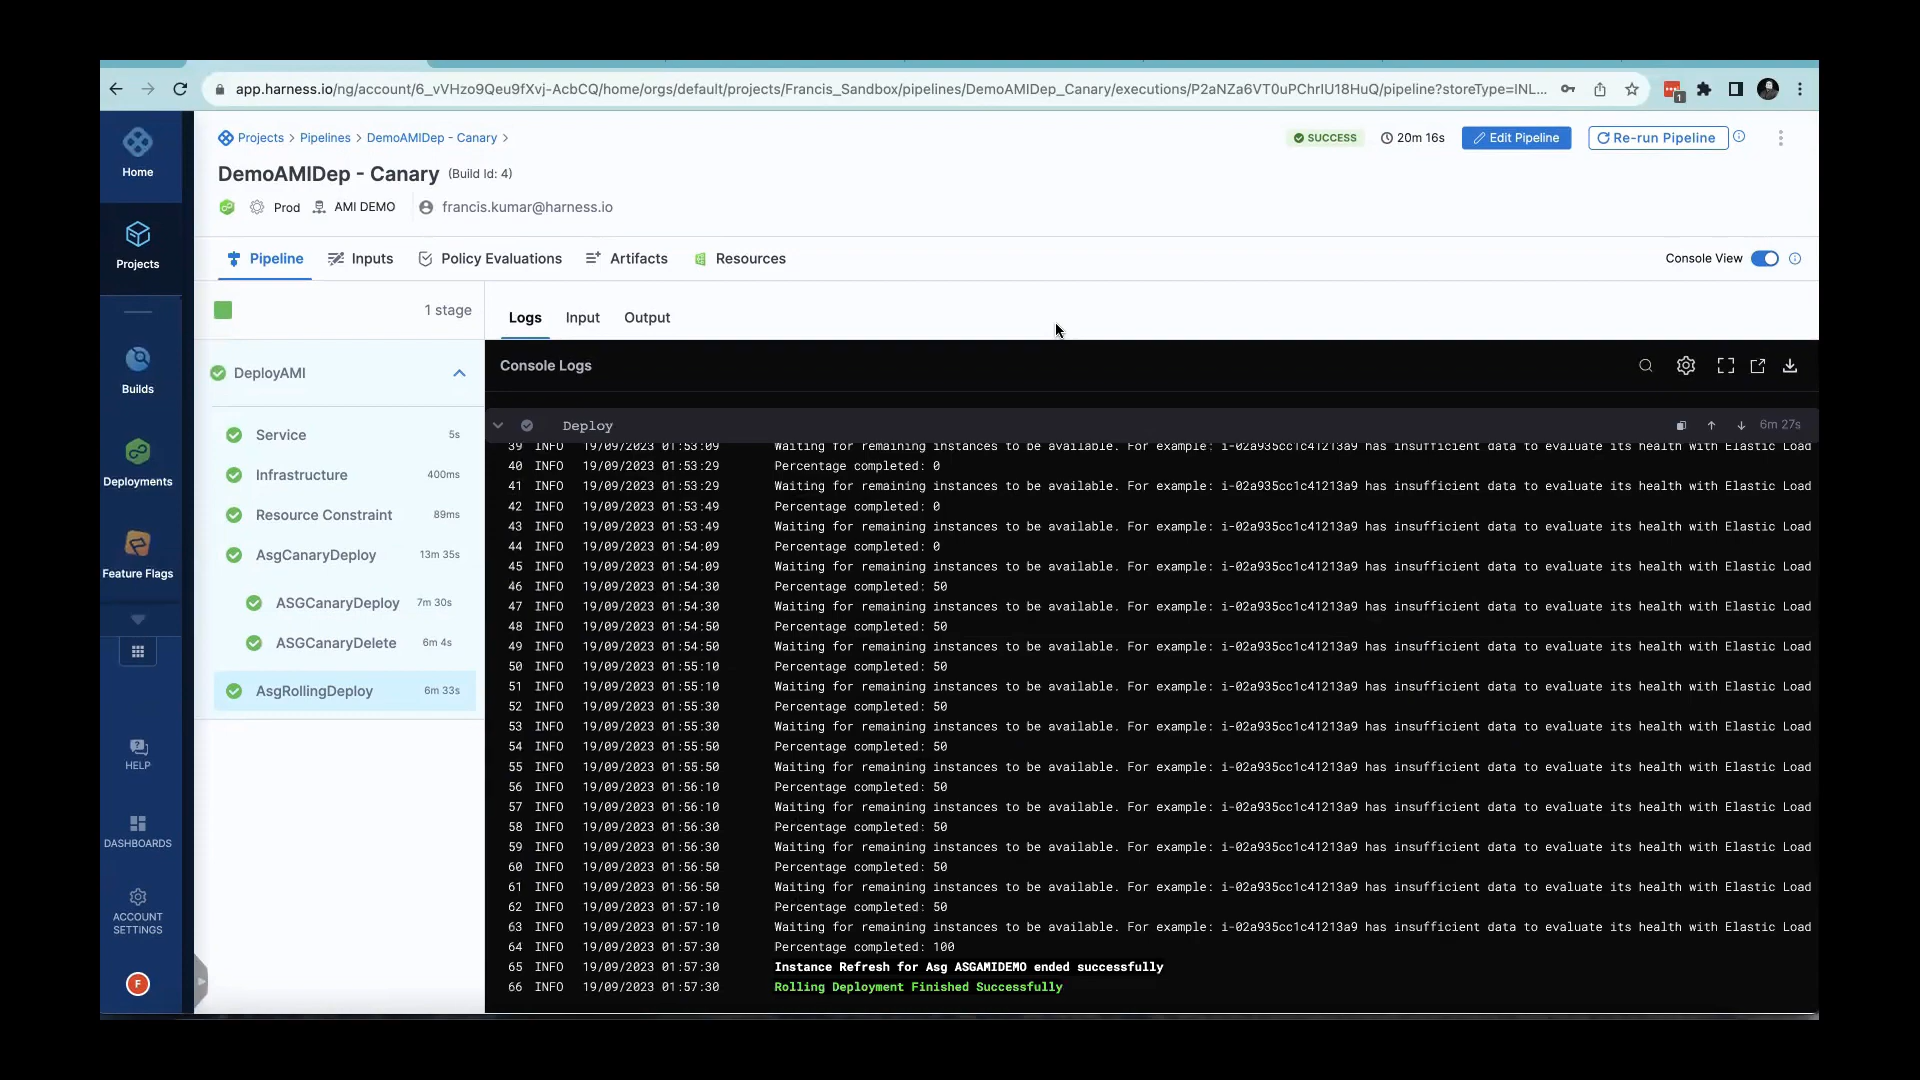 app.harness.io/ng/account/6_vVHzo9Qeu9fXvj-AcbCQ/home/orgs/default/projects/Francis_Sandbox/pipelines/DemoAMIDep_Canary/executions/P2aNZa6VT0uPChrIU18HuQ/pipeline?storeType=INL...
1
Home
Projects
Builds
Deployments
Feature Flags
HELP
DASHBOARDS
ACCOUNT
SETTINGS
F
Projects > Pipelines > DemoAMIDep - Canary >
SUCCESS
20m 16s
Edit Pipeline
Re-run Pipeline
DemoAMIDep - Canary (Build Id: 4)
Prod AMI DEMO francis.kumar@harness.io
Pipeline Inputs Policy Evaluations Artifacts Resources
Console View
1 stage
DeployAMI
Service 5s
Infrastructure 400ms
Resource Constraint 89ms
AsgCanaryDeploy 13m 35s
ASGCanaryDeploy 7m 30s
ASGCanaryDelete 6m 4s
AsgRollingDeploy 6m 33s
Logs Input Output
Console Logs
Deploy 6m 27s
39 INFO 19/09/2023 01:53:09 Waiting for remaining instances to be available. For example: i-02a935cc1c41213a9 has insufficient data to evaluate its health with Elastic Load
40 INFO 19/09/2023 01:53:29 Percentage completed: 0
41 INFO 19/09/2023 01:53:29 Waiting for remaining instances to be available. For example: i-02a935cc1c41213a9 has insufficient data to evaluate its health with Elastic Load
42 INFO 19/09/2023 01:53:49 Percentage completed: 0
43 INFO 19/09/2023 01:53:49 Waiting for remaining instances to be available. For example: i-02a935cc1c41213a9 has insufficient data to evaluate its health with Elastic Load
44 INFO 19/09/2023 01:54:09 Percentage completed: 0
45 INFO 19/09/2023 01:54:09 Waiting for remaining instances to be available. For example: i-02a935cc1c41213a9 has insufficient data to evaluate its health with Elastic Load
46 INFO 19/09/2023 01:54:30 Percentage completed: 50
47 INFO 19/09/2023 01:54:30 Waiting for remaining instances to be available. For example: i-02a935cc1c41213a9 has insufficient data to evaluate its health with Elastic Load
48 INFO 19/09/2023 01:54:50 Percentage completed: 50
49 INFO 19/09/2023 01:54:50 Waiting for remaining instances to be available. For example: i-02a935cc1c41213a9 has insufficient data to evaluate its health with Elastic Load
50 INFO 19/09/2023 01:55:10 Percentage completed: 50
51 INFO 19/09/2023 01:55:10 Waiting for remaining instances to be available. For example: i-02a935cc1c41213a9 has insufficient data to evaluate its health with Elastic Load
52 INFO 19/09/2023 01:55:30 Percentage completed: 50
53 INFO 19/09/2023 01:55:30 Waiting for remaining instances to be available. For example: i-02a935cc1c41213a9 has insufficient data to evaluate its health with Elastic Load
54 INFO 19/09/2023 01:55:50 Percentage completed: 50
55 INFO 19/09/2023 01:55:50 Waiting for remaining instances to be available. For example: i-02a935cc1c41213a9 has insufficient data to evaluate its health with Elastic Load
56 INFO 19/09/2023 01:56:10 Percentage completed: 50
57 INFO 19/09/2023 01:56:10 Waiting for remaining instances to be available. For example: i-02a935cc1c41213a9 has insufficient data to evaluate its health with Elastic Load
58 INFO 19/09/2023 01:56:30 Percentage completed: 50
59 INFO 19/09/2023 01:56:30 Waiting for remaining instances to be available. For example: i-02a935cc1c41213a9 has insufficient data to evaluate its health with Elastic Load
60 INFO 19/09/2023 01:56:50 Percentage completed: 50
61 INFO 19/09/2023 01:56:50 Waiting for remaining instances to be available. For example: i-02a935cc1c41213a9 has insufficient data to evaluate its health with Elastic Load
62 INFO 19/09/2023 01:57:10 Percentage completed: 50
63 INFO 19/09/2023 01:57:10 Waiting for remaining instances to be available. For example: i-02a935cc1c41213a9 has insufficient data to evaluate its health with Elastic Load
64 INFO 19/09/2023 01:57:30 Percentage completed: 100
65 INFO 19/09/2023 01:57:30 Instance Refresh for Asg ASGAMIDEMO ended successfully
66 INFO 19/09/2023 01:57:30 Rolling Deployment Finished Successfully